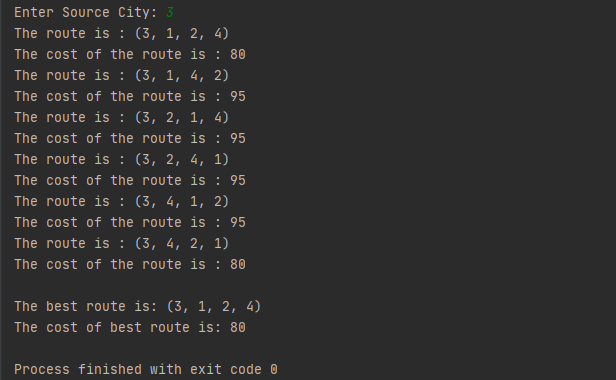 Enter Source City: 3
The route is : (3, 1, 2, 4)
The cost of the route is : 80
The route is : (3, 1, 4, 2)
The cost of the route is : 95
The route is : (3, 2, 1, 4)
The cost of the route is : 95
The route is : (3, 2, 4, 1)
The cost of the route is : 95
The route is : (3, 4, 1, 2)
The cost of the route is : 95
The route is : (3, 4, 2, 1)
The cost of the route is : 80
The best route is: (3, 1, 2, 4)
The cost of best route is: 80
Process finished with exit code 0